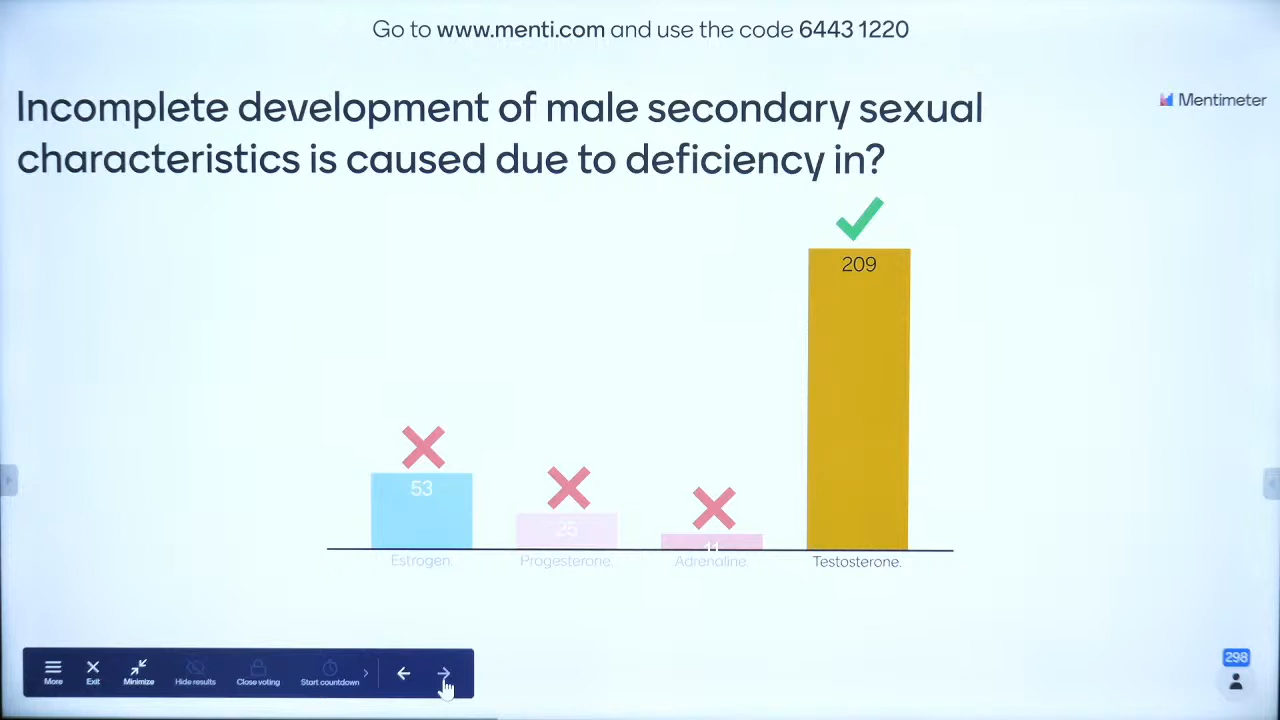 Go to www.menti.com and use the code 6443 1220
Incomplete development of male secondary sexual
characteristics is caused due to deficiency in?
Mentimeter
209
53
25
11
Estrogen.
Progesterone.
Adrenaline.
Testosterone.
More
Exit
Minimize
Hide results
Close voting
Start countdown
298